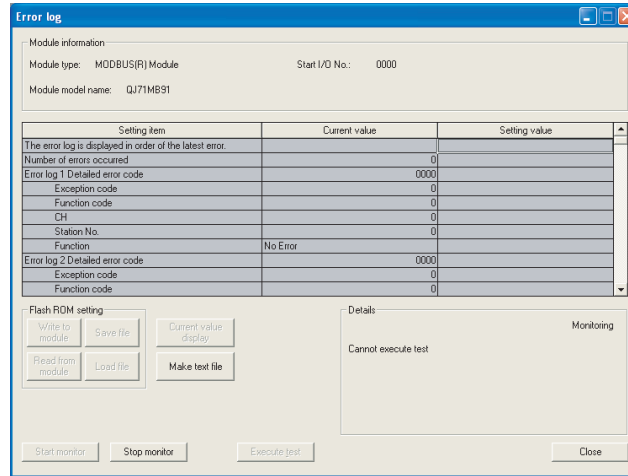 Error log
Module information
Module type: MODBUS(R) Module Start I/O No.: 0000
Module model name: QJ71MB91
Setting item Current value Setting value
The error log is displayed in order of the latest error.
Number of errors occurred 0
Error log 1 Detailed error code 0000
Exception code 0
Function code 0
CH 0
Station No. 0
Function No Error
Error log 2 Detailed error code 0000
Exception code 0
Function code 0
Flash ROM setting
Write to module Save file Current value display
Read from module Load file Make text file
Details
Monitoring
Cannot execute test
Start monitor Stop monitor Execute test Close